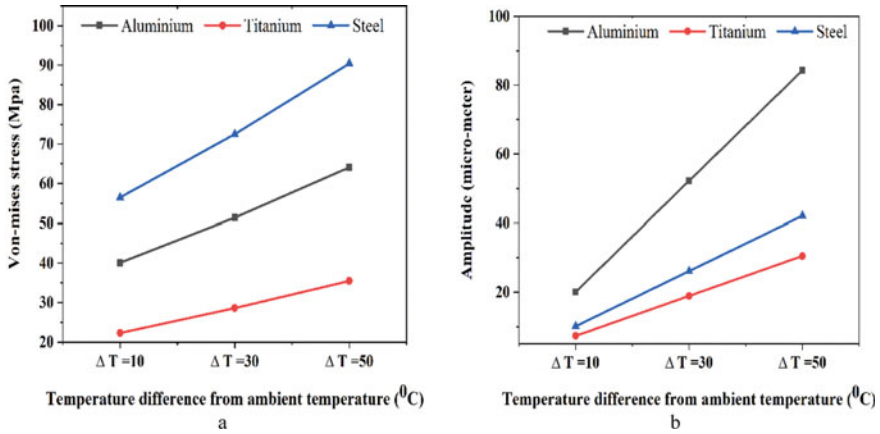 Aluminium Titanium Steel
100
90
80
70
60
50
40
30
20
Von-mises stress (Mpa)
Δ T =10 Δ T =30 Δ T =50
Temperature difference from ambient temperature (⁰C)
a
Aluminium Titanium Steel
100
80
60
40
20
Amplitude (micro-meter)
Δ T =10 Δ T =30 Δ T =50
Temperature difference from ambient temperature (⁰C)
b